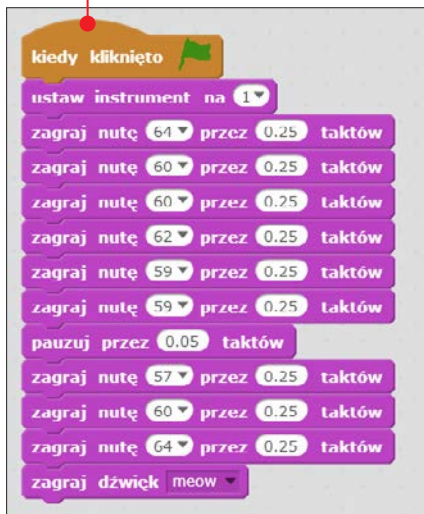 kiedy kliknięto
ustaw instrument na 1
zagraj nutę 64 przez 0.25 taktów
zagraj nutę 60 przez 0.25 taktów
zagraj nutę 60 przez 0.25 taktów
zagraj nutę 62 przez 0.25 taktów
zagraj nutę 59 przez 0.25 taktów
zagraj nutę 59 przez 0.25 taktów
pauzuj przez 0.05 taktów
zagraj nutę 57 przez 0.25 taktów
zagraj nutę 60 przez 0.25 taktów
zagraj nutę 64 przez 0.25 taktów
zagraj dźwięk meow